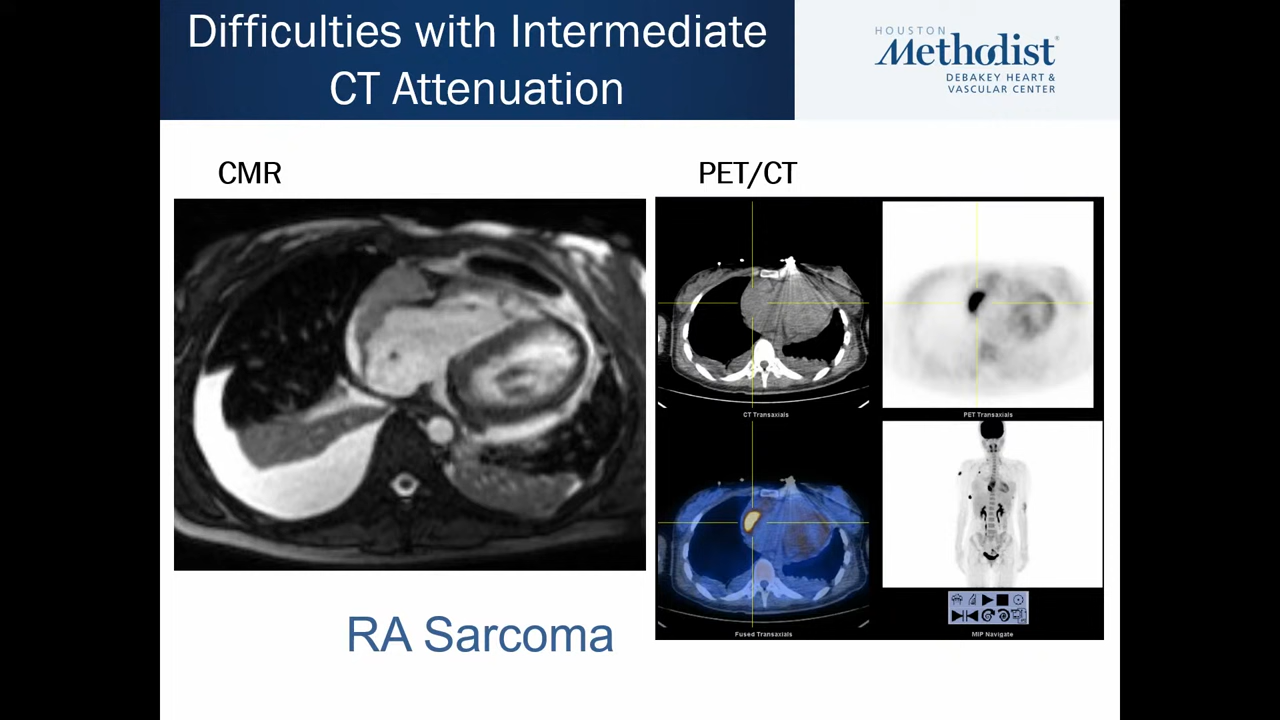 Difficulties with Intermediate
CT Attenuation
HOUSTON
Methodist®
DEBAKEY HEART &
VASCULAR CENTER
CMR
PET/CT
CT Transaxials
PET Transaxials
Fused Transaxials
MIP Navigate
RA Sarcoma